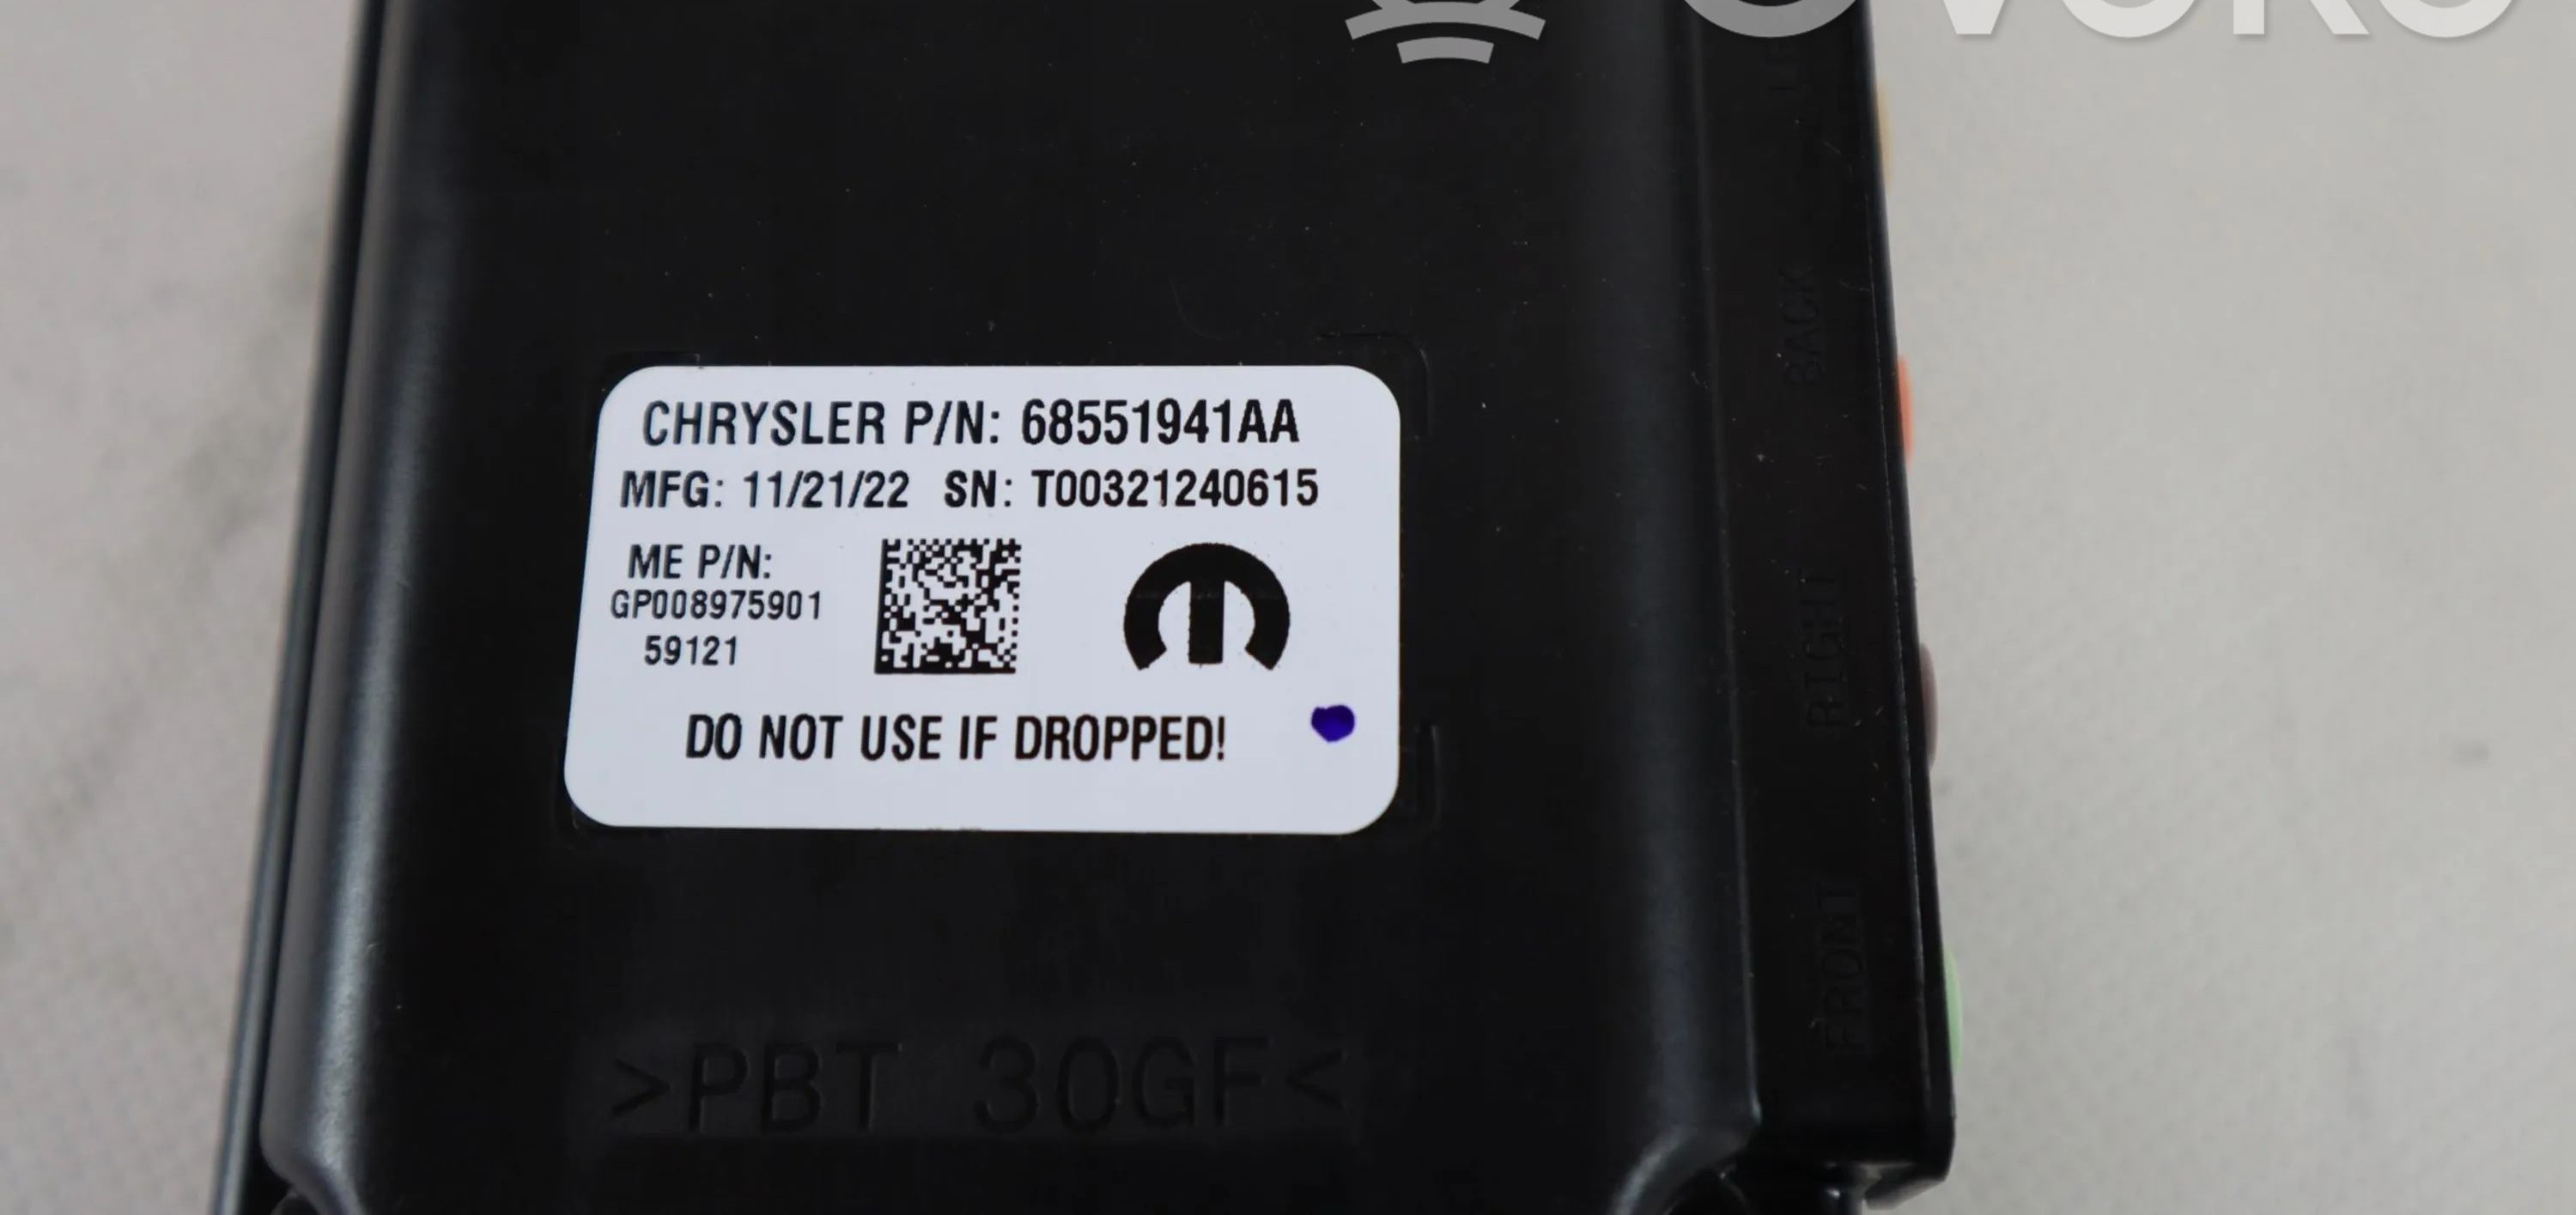 CHRYSLER P/N: 68551941AA
MFG: 11/21/22 SN: T00321240615
ME P/N:
GP008975901
59121
DO NOT USE IF DROPPED!
>PBT 30GF<
BACK
RIGHT
FRONT